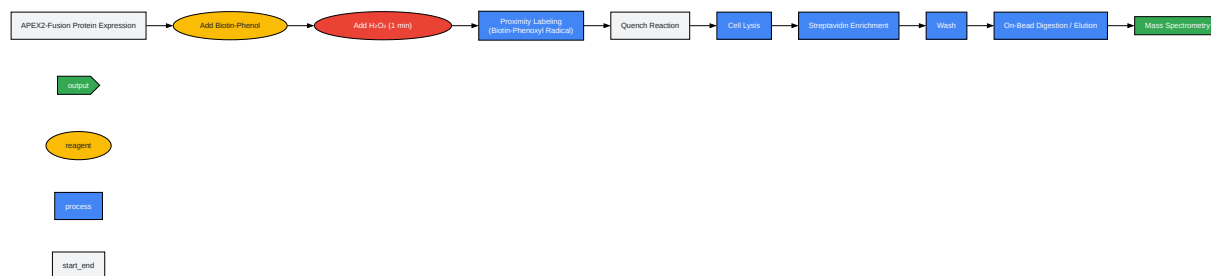 APEX2-Fusion Protein Expression
Add Biotin-Phenol
Add H₂O₂ (1 min)
Proximity Labeling
(Biotin-Phenoxyl Radical)
Quench Reaction
Cell Lysis
Streptavidin Enrichment
Wash
On-Bead Digestion / Elution
Mass Spectrometry
output
reagent
process
start_end